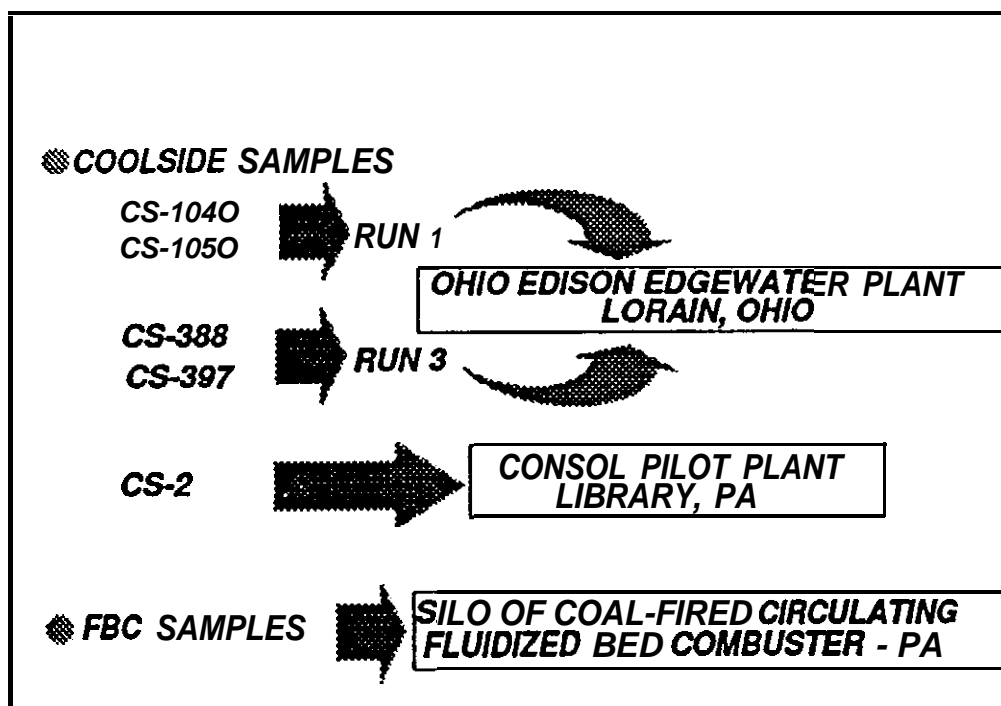 COOLSIDE SAMPLES
CS-104O
CS-105O
RUN 1
OHIO EDISON EDGEWATER PLANT
LORAIN, OHIO
CS-388
CS-397
RUN 3
CS-2
CONSOL PILOT PLANT
LIBRARY, PA
FBC SAMPLES
SILO OF COAL-FIRED CIRCULATING
FLUIDIZED BED COMBUSTER - PA